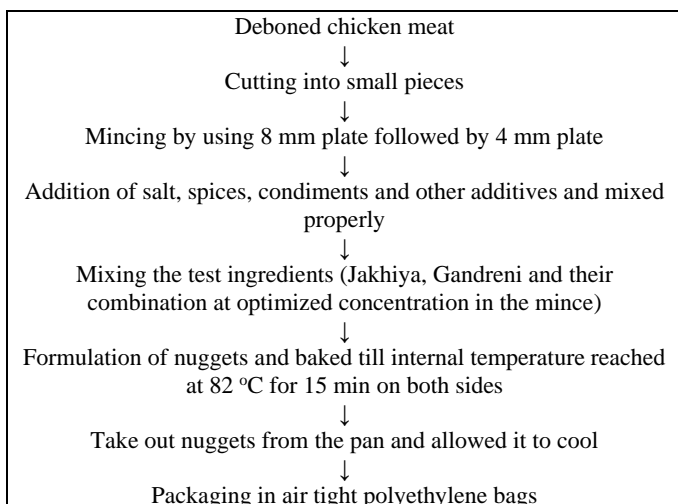 Deboned chicken meat
↓
Cutting into small pieces
↓
Mincing by using 8 mm plate followed by 4 mm plate
↓
Addition of salt, spices, condiments and other additives and mixed
properly
↓
Mixing the test ingredients (Jakhiya, Gandreni and their
combination at optimized concentration in the mince)
↓
Formulation of nuggets and baked till internal temperature reached
at 82 °C for 15 min on both sides
↓
Take out nuggets from the pan and allowed it to cool
↓
Packaging in air tight polyethylene bags